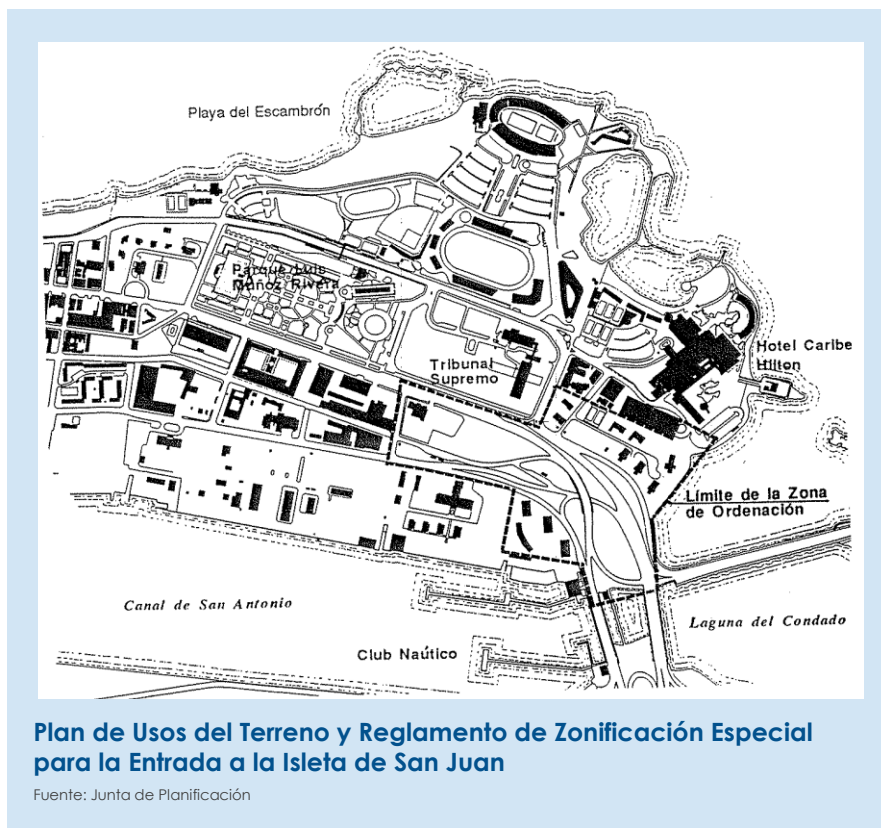 Playa del Escambrón
Parque Luis
Muñoz Rivera
Tribunal
Supremo
Hotel Caribe
Hilton
Límite de la Zona
de Ordenación
Canal de San Antonio
Laguna del Condado
Club Naútico
Plan de Usos del Terreno y Reglamento de Zonificación Especial
para la Entrada a la Isleta de San Juan
Fuente: Junta de Planificación